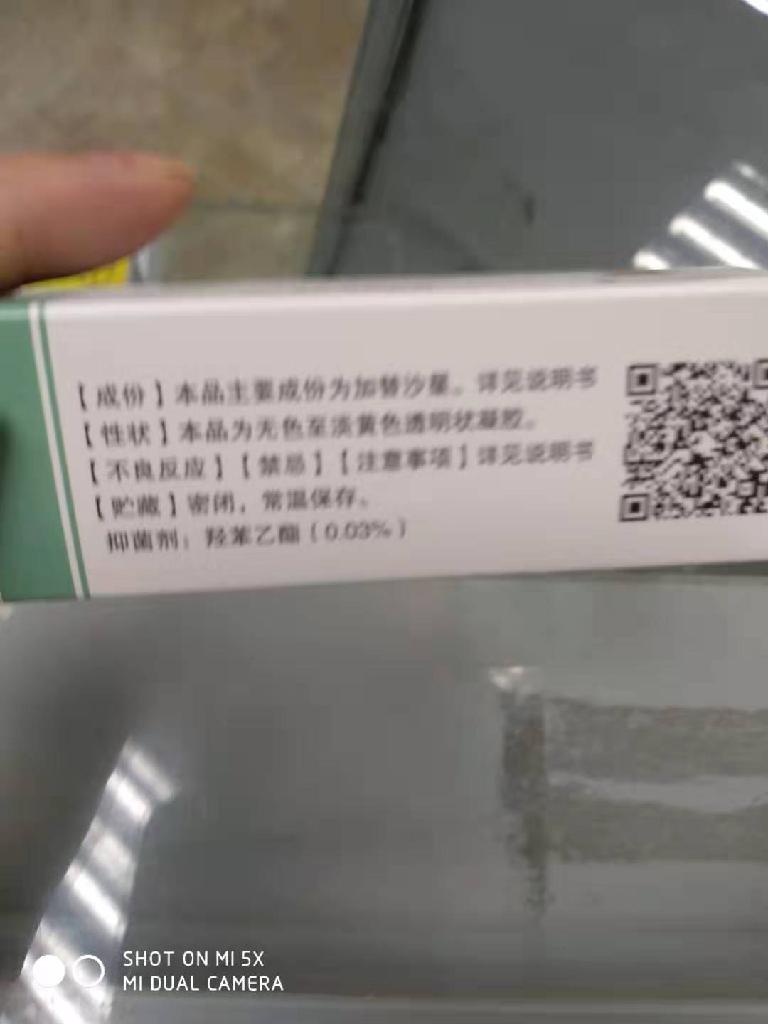 【成份】本品主要成份为加替沙星。详见说明书
【性状】本品为无色至淡黄色透明状凝胶。
【不良反应】【禁忌】【注意事项】详见说明书
【贮藏】密闭，常温保存。
抑菌剂：羟苯乙酯（0.03%）
SHOT ON MI 5X
MI DUAL CAMERA